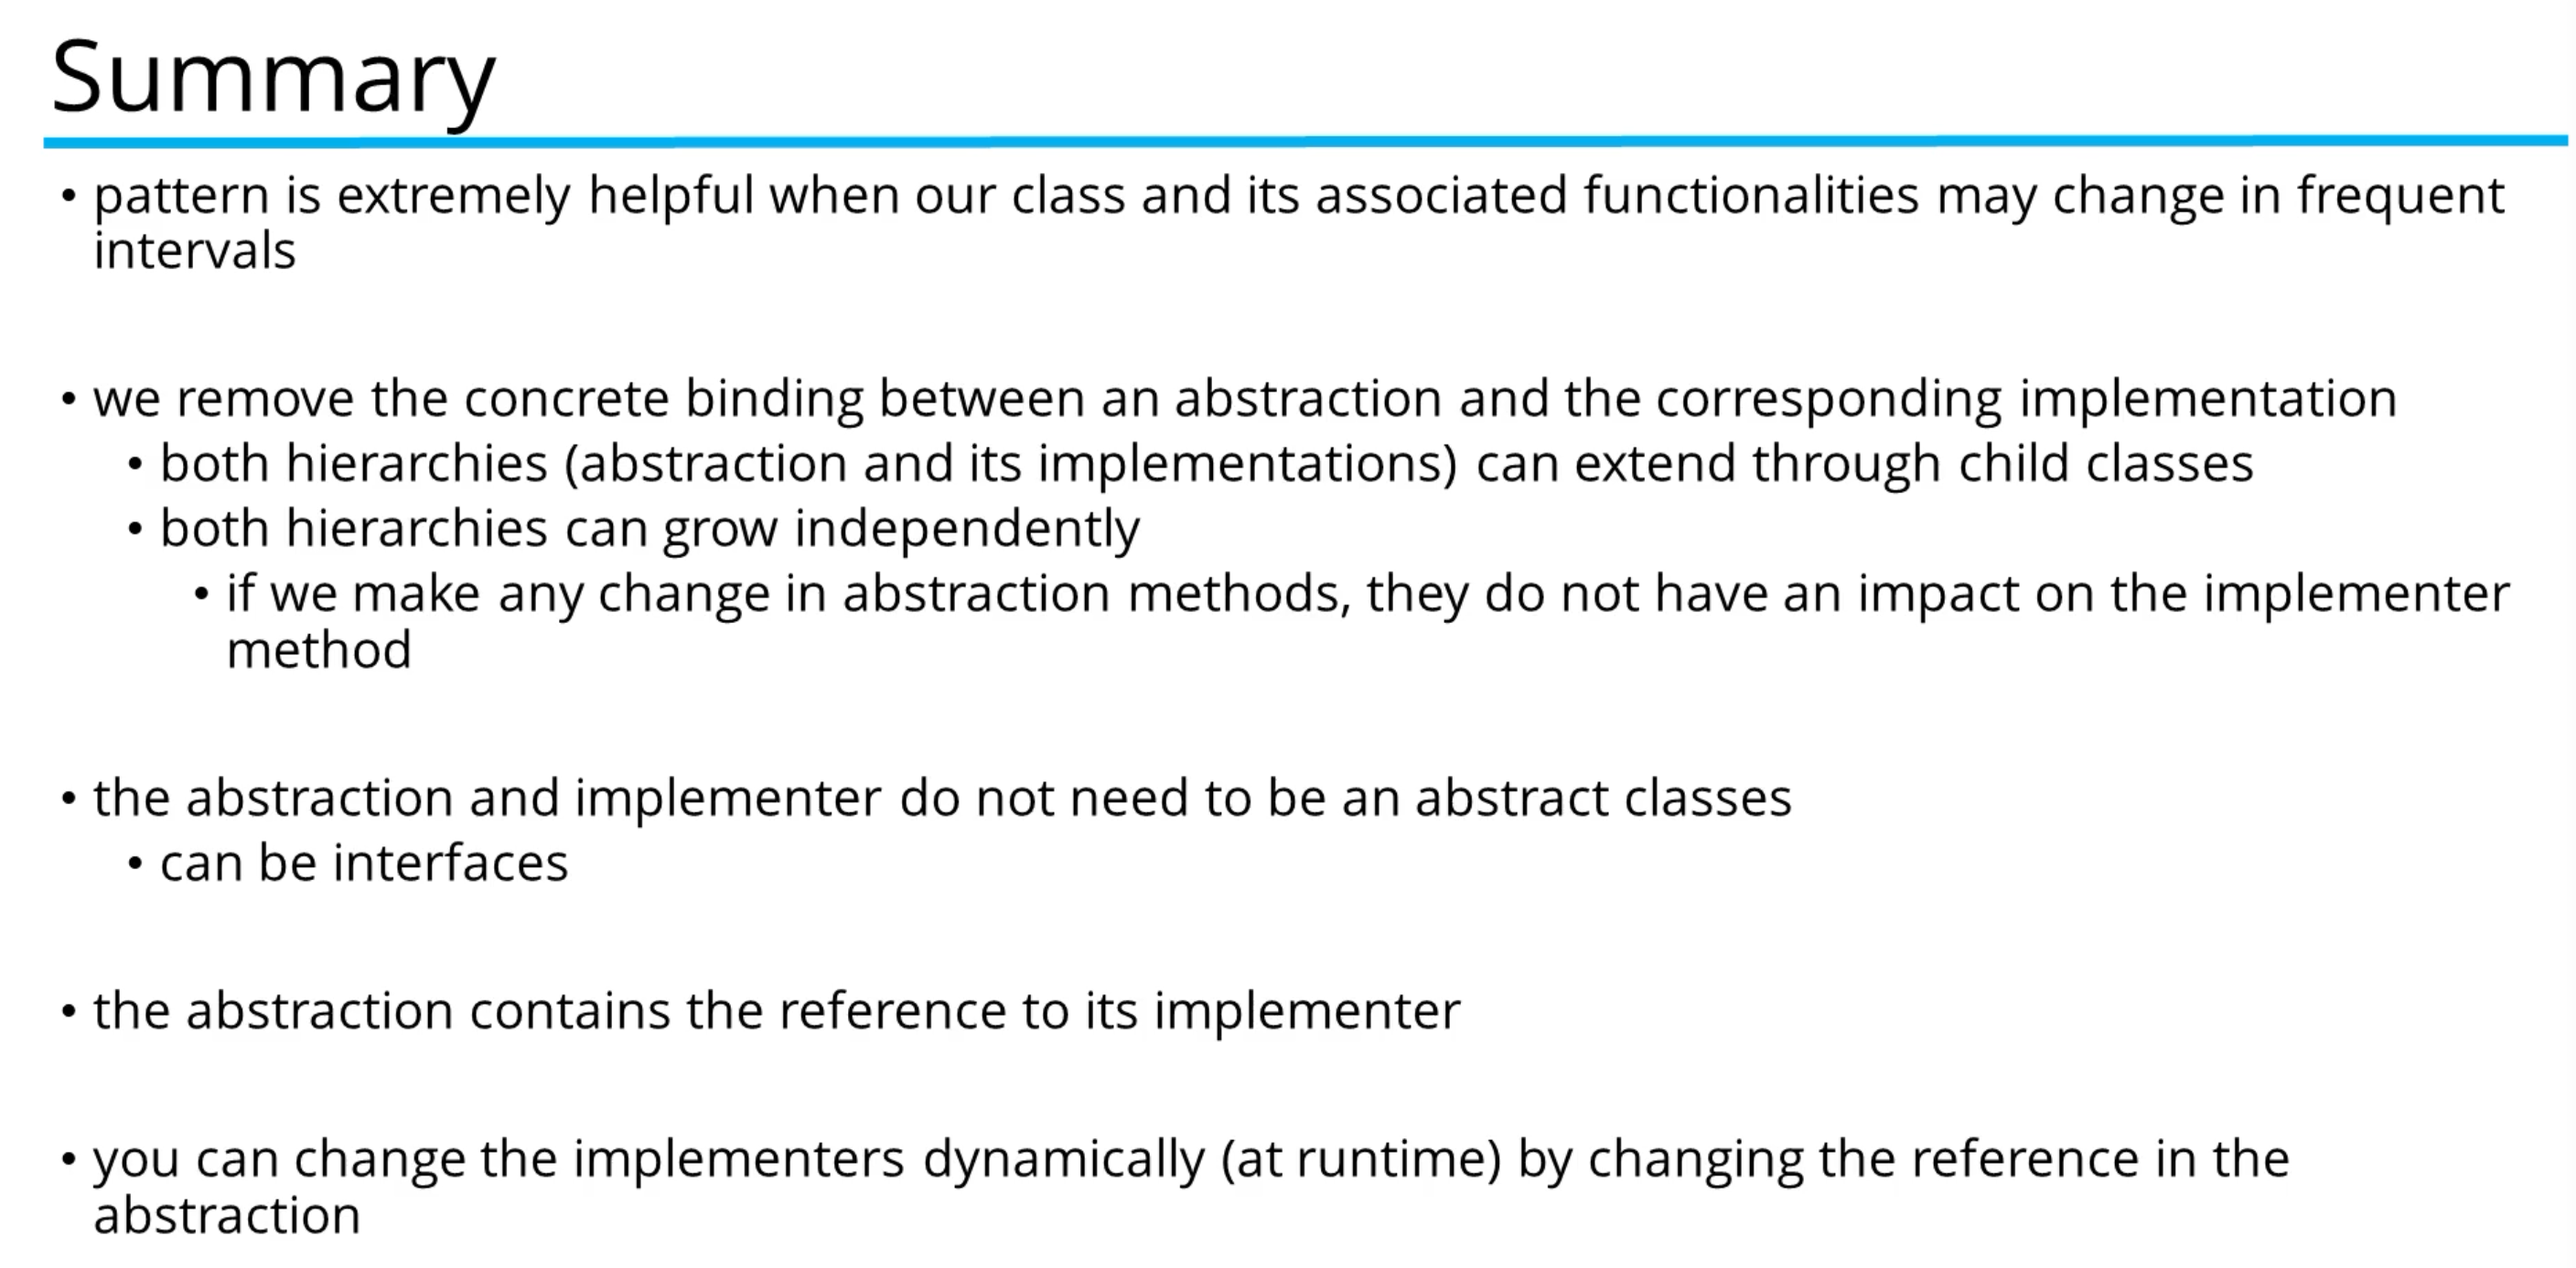 Summary
• pattern is extremely helpful when our class and its associated functionalities may change in frequent
intervals
• we remove the concrete binding between an abstraction and the corresponding implementation
• both hierarchies (abstraction and its implementations) can extend through child classes
• both hierarchies can grow independently
• if we make any change in abstraction methods, they do not have an impact on the implementer
method
• the abstraction and implementer do not need to be an abstract classes
• can be interfaces
• the abstraction contains the reference to its implementer
• you can change the implementers dynamically (at runtime) by changing the reference in the
abstraction